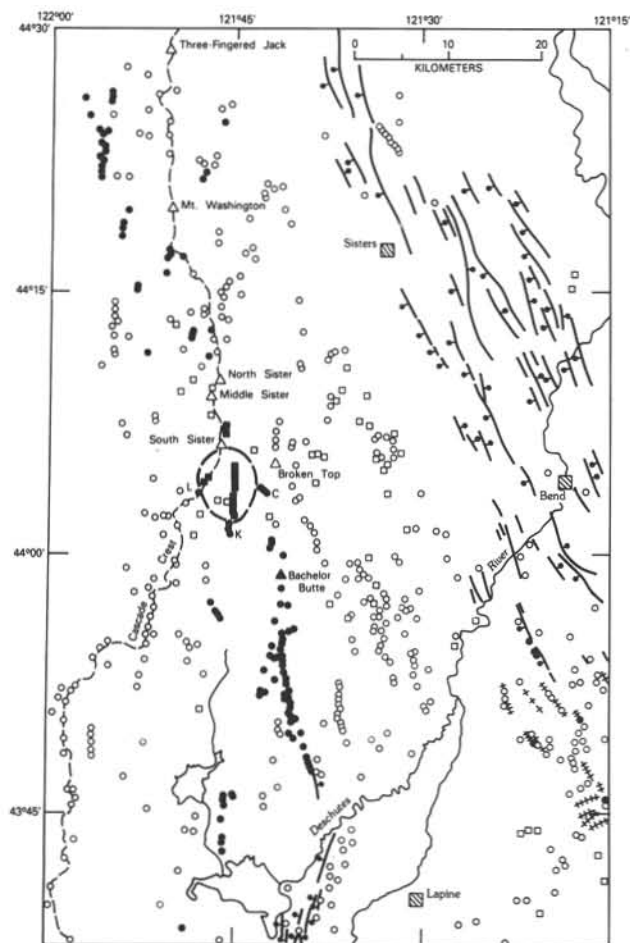 122°00'
121°45'
121°30'
121°15'
44°30'
Three-Fingered Jack
0
10
20
KILOMETERS
Mt. Washington
Sisters
44°15'
North Sister
Middle Sister
South Sister
Broken Top
L
C
Bend
K
44°00'
Bachelor
Butte
River
Cascade
Crest
43°45'
Deschutes
Lapine